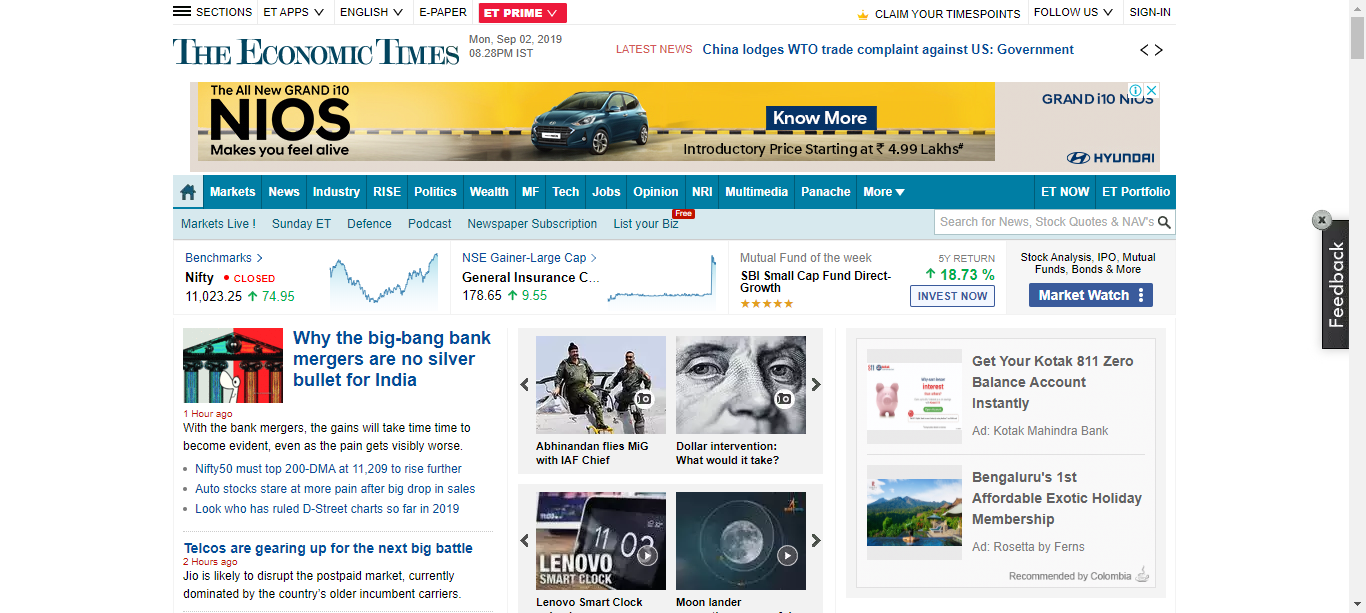 SECTIONS
ET APPS
ENGLISH
E-PAPER
ET PRIME
CLAIM YOUR TIMESPOINTS
FOLLOW US
SIGN-IN
THE ECONOMIC TIMES
Mon, Sep 02, 2019
08.28PM IST
LATEST NEWS
China lodges WTO trade complaint against US: Government
The All New GRAND i10
NIOS
Makes you feel alive
Know More
Introductory Price Starting at ₹ 4.99 Lakhs#
GRAND i10 NIOS
HYUNDAI
Markets
News
Industry
RISE
Politics
Wealth
MF
Tech
Jobs
Opinion
NRI
Multimedia
Panache
More
ET NOW
ET Portfolio
Markets Live !
Sunday ET
Defence
Podcast
Newspaper Subscription
List your Biz
Free
Search for News, Stock Quotes & NAV's
Benchmarks
Nifty
CLOSED
11,023.25
74.95
NSE Gainer-Large Cap
General Insurance C...
178.65
9.55
Mutual Fund of the week
SBI Small Cap Fund Direct-
Growth
★★★★★
5Y RETURN
18.73 %
INVEST NOW
Stock Analysis, IPO, Mutual
Funds, Bonds & More
Market Watch
x
Feedback
Why the big-bang bank
mergers are no silver
bullet for India
1 Hour ago
With the bank mergers, the gains will take time time to
become evident, even as the pain gets visibly worse.
Nifty50 must top 200-DMA at 11,209 to rise further
Auto stocks stare at more pain after big drop in sales
Look who has ruled D-Street charts so far in 2019
Telcos are gearing up for the next big battle
2 Hours ago
Jio is likely to disrupt the postpaid market, currently
dominated by the country's older incumbent carriers.
Abhinandan flies MiG
with IAF Chief
Dollar intervention:
What would it take?
11 03
LENOVO
SMART CLOCK
Lenovo Smart Clock
Moon lander
Get Your Kotak 811 Zero
Balance Account
Instantly
Ad: Kotak Mahindra Bank
Bengaluru's 1st
Affordable Exotic Holiday
Membership
Ad: Rosetta by Ferns
Recommended by Colombia